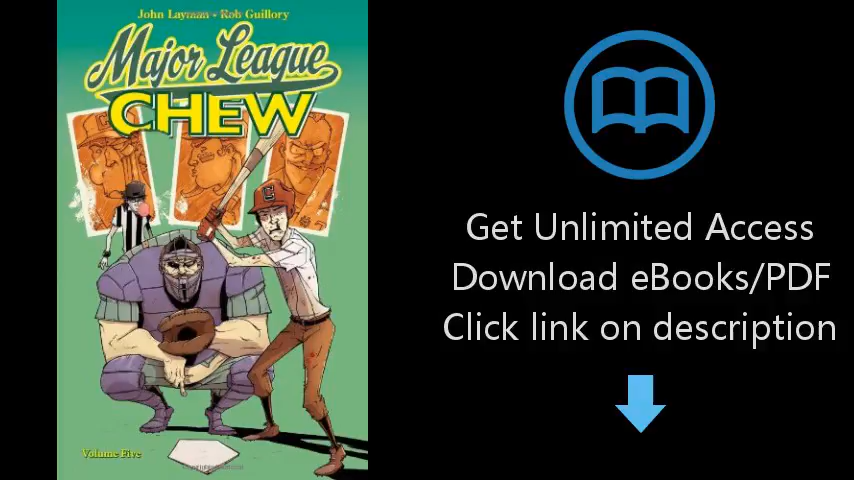 John Layman • Rob Guillory
Major League
CHEW
C
Volume Five
Get Unlimited Access
Download eBooks/PDF
Click link on description